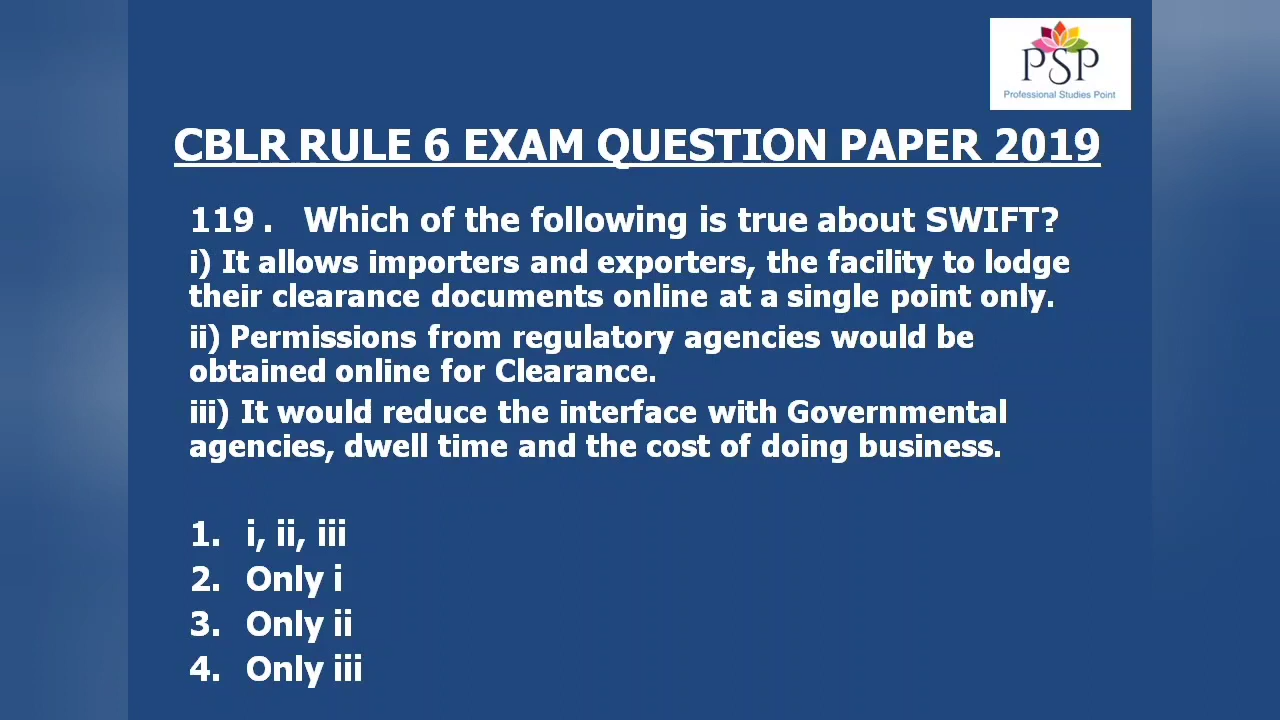 PSP
Professional Studies Point
CBLR RULE 6 EXAM QUESTION PAPER 2019
119 . Which of the following is true about SWIFT?
i) It allows importers and exporters, the facility to lodge
their clearance documents online at a single point only.
ii) Permissions from regulatory agencies would be
obtained online for Clearance.
iii) It would reduce the interface with Governmental
agencies, dwell time and the cost of doing business.
1. i, ii, iii
2. Only i
3. Only ii
4. Only iii